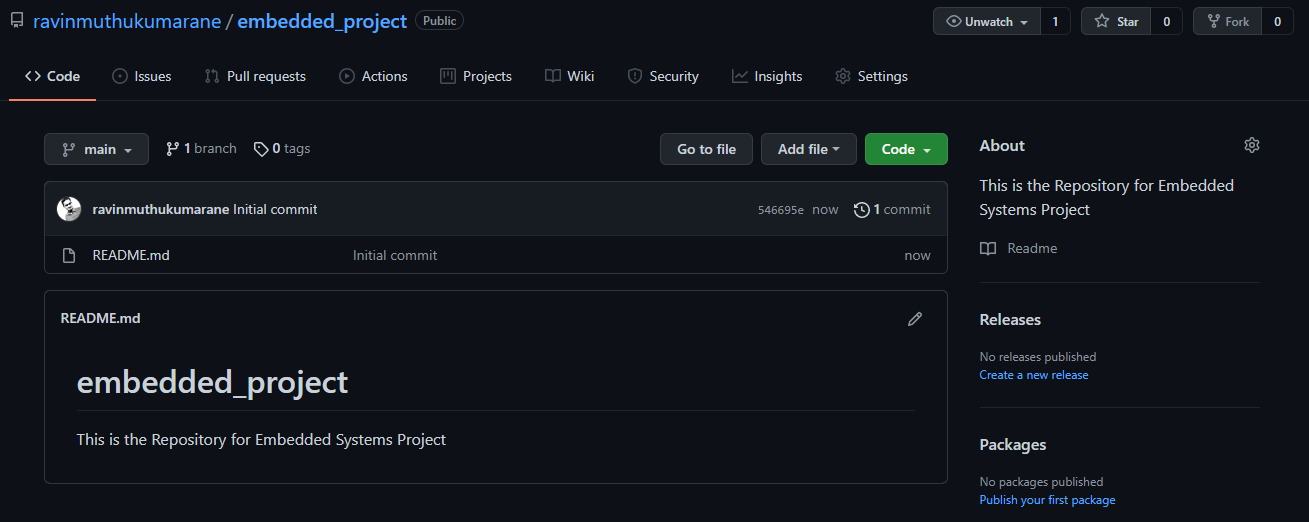 ravinmuthukumarane / embedded_project Public Unwatch 1 Star 0 Fork 0
Code Issues Pull requests Actions Projects Wiki Security Insights Settings
main 1 branch 0 tags Go to file Add file Code
ravinmuthukumarane Initial commit 546695e now 1 commit
README.md Initial commit now
README.md
embedded_project
This is the Repository for Embedded Systems Project
About
This is the Repository for Embedded
Systems Project
Readme
Releases
No releases published
Create a new release
Packages
No packages published
Publish your first package